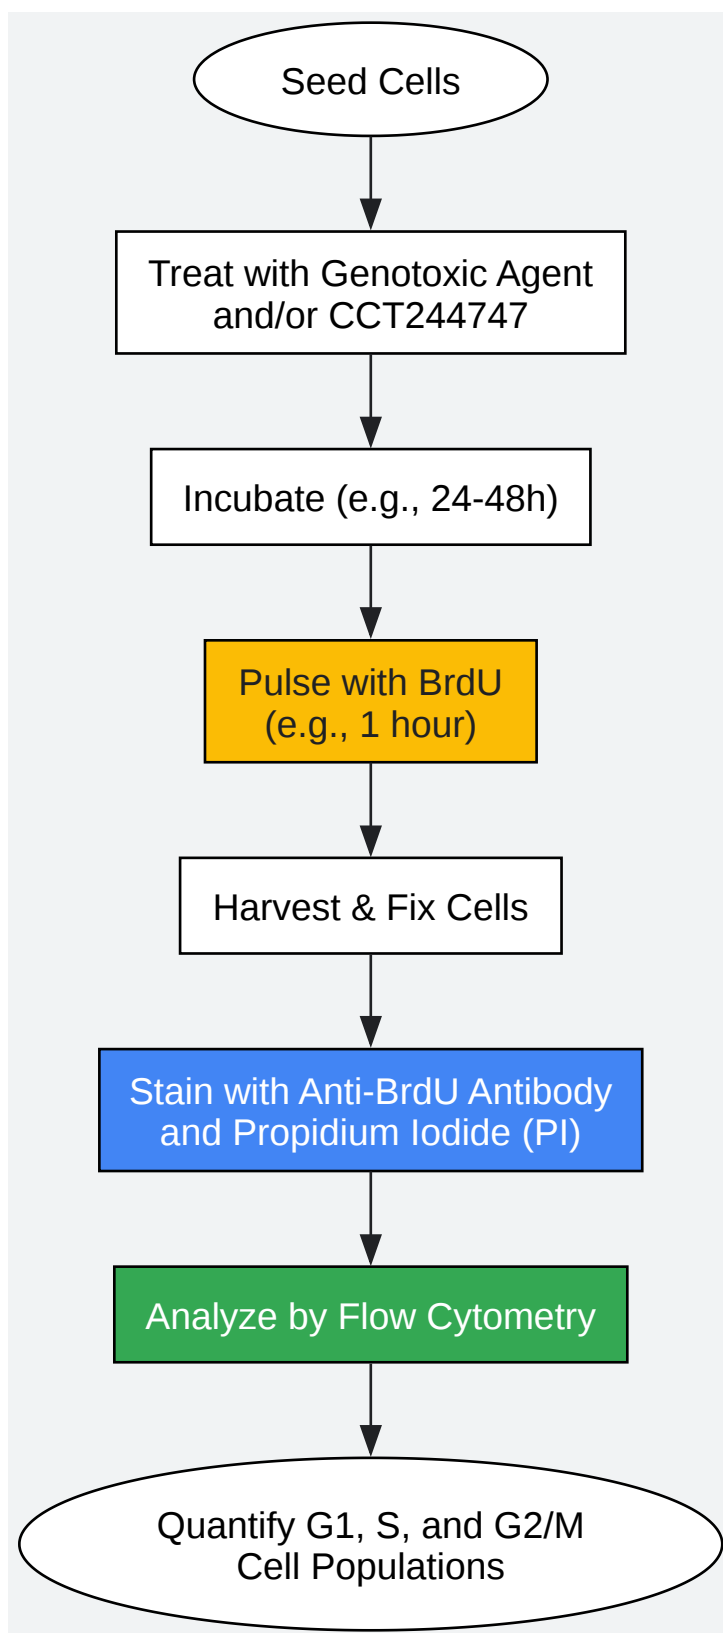 Seed Cells
Treat with Genotoxic Agent
and/or CCT244747
Incubate (e.g., 24-48h)
Pulse with BrdU
(e.g., 1 hour)
Harvest & Fix Cells
Stain with Anti-BrdU Antibody
and Propidium Iodide (PI)
Analyze by Flow Cytometry
Quantify G1, S, and G2/M
Cell Populations